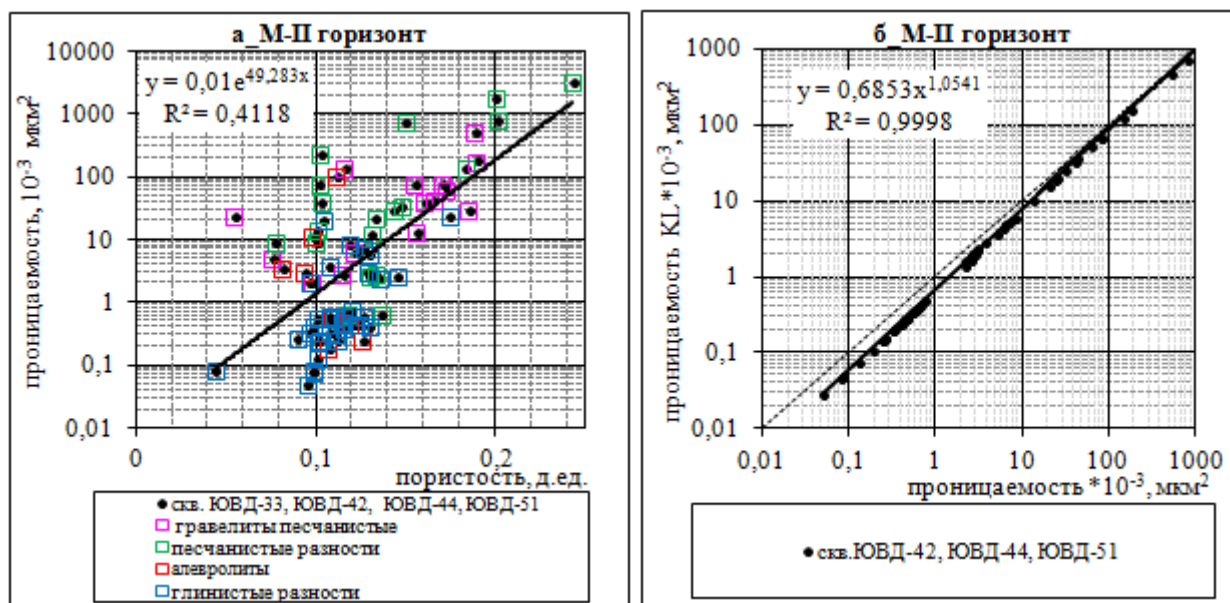 а_М-II горизонт
y = 0,01e^49,283x
R² = 0,4118
проницаемость, 10⁻³ мкм²
10000
1000
100
10
1
0,1
0,01
0
0,1
0,2
пористость, д.ед.
скв. ЮВД-33, ЮВД-42, ЮВД-44, ЮВД-51
гравелиты песчанистые
песчанистые разности
алевролиты
глинистые разности
б_М-II горизонт
y = 0,6853x^1,0541
R² = 0,9998
проницаемость KL*10⁻³, мкм²
1000
100
10
1
0,1
0,01
0,01
0,1
1
10
100
1000
проницаемость *10⁻³, мкм²
скв.ЮВД-42, ЮВД-44, ЮВД-51